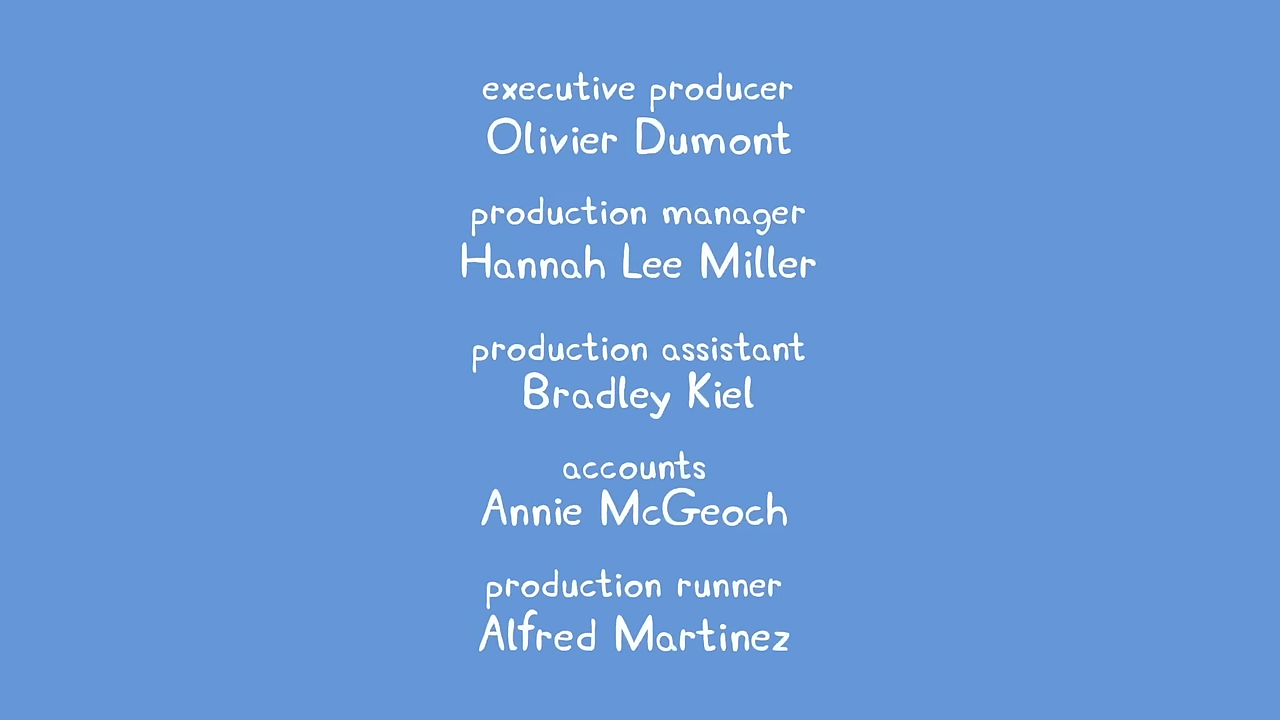 executive producer
Olivier Dumont
production manager
Hannah Lee Miller
production assistant
Bradley Kiel
accounts
Annie McGeoch
production runner
Alfred Martinez